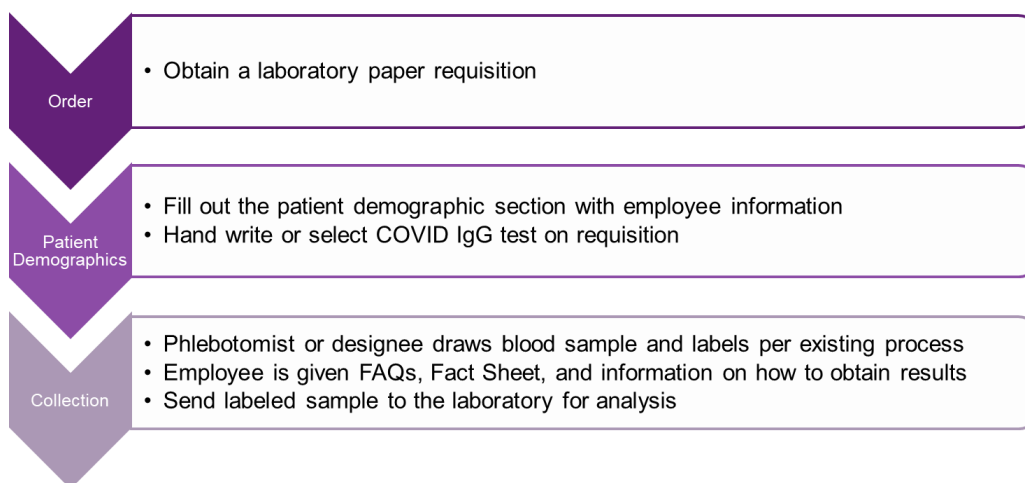 Order
• Obtain a laboratory paper requisition
Patient
Demographics
• Fill out the patient demographic section with employee information
• Hand write or select COVID IgG test on requisition
Collection
• Phlebotomist or designee draws blood sample and labels per existing process
• Employee is given FAQs, Fact Sheet, and information on how to obtain results
• Send labeled sample to the laboratory for analysis